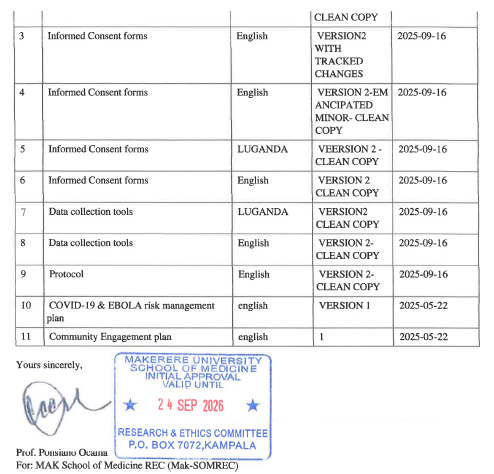 CLEAN COPY
3 Informed Consent forms English VERSION2 2025-09-16
WITH
TRACKED
CHANGES
4 Informed Consent forms English VERSION 2-EM 2025-09-16
ANCIPATED
MINOR- CLEAN
COPY
5 Informed Consent forms LUGANDA VEERSION 2 - 2025-09-16
CLEAN COPY
6 Informed Consent forms English VERSION 2 2025-09-16
CLEAN COPY
7 Data collection tools LUGANDA VERSION2 2025-09-16
CLEAN COPY
8 Data collection tools English VERSION 2- 2025-09-16
CLEAN COPY
9 Protocol English VERSION 2- 2025-09-16
CLEAN COPY
10 COVID-19 & EBOLA risk management english VERSION 1 2025-05-22
plan
11 Community Engagement plan english 1 2025-05-22
Yours sincerely,
MAKERERE UNIVERSITY
SCHOOL OF MEDICINE
INITIAL APPROVAL
VALID UNTIL
★ 24 SEP 2026 ★
RESEARCH & ETHICS COMMITTEE
P.O. BOX 7072, KAMPALA
Prof. Ponsiano Ocama
For: MAK School of Medicine REC (Mak-SOMREC)